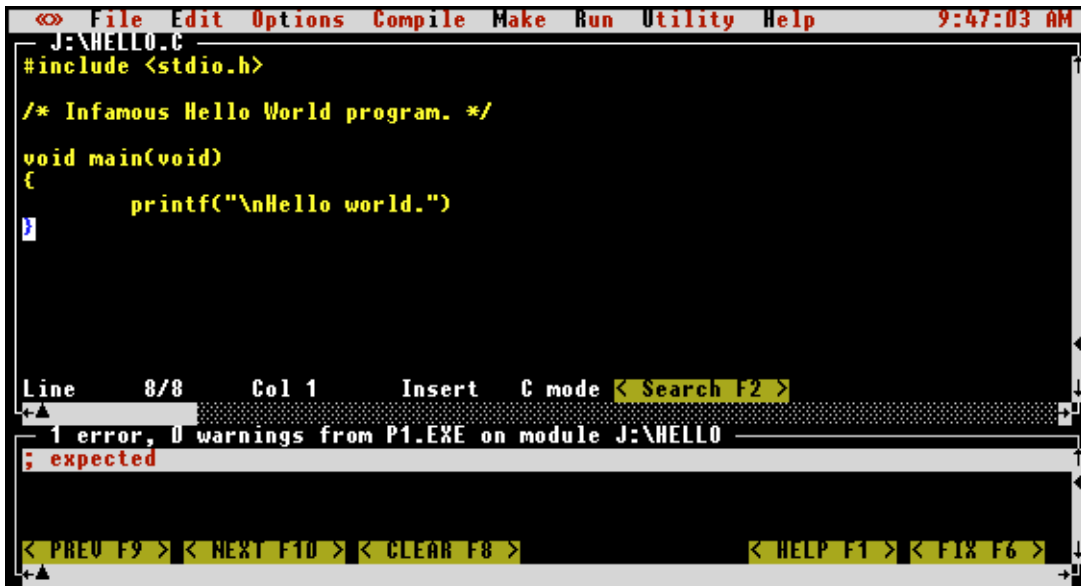 File Edit Options Compile Make Run Utility Help 9:47:03 AM
J:\HELLO.C
#include <stdio.h>
/* Infamous Hello World program. */
void main(void)
{
printf("\nHello world.")
}
Line 8/8 Col 1 Insert C mode < Search F2 >
1 error, 0 warnings from P1.EXE on module J:\HELLO
; expected
< PREV F9 > < NEXT F10 > < CLEAR F8 > < HELP F1 > < FIX F6 >